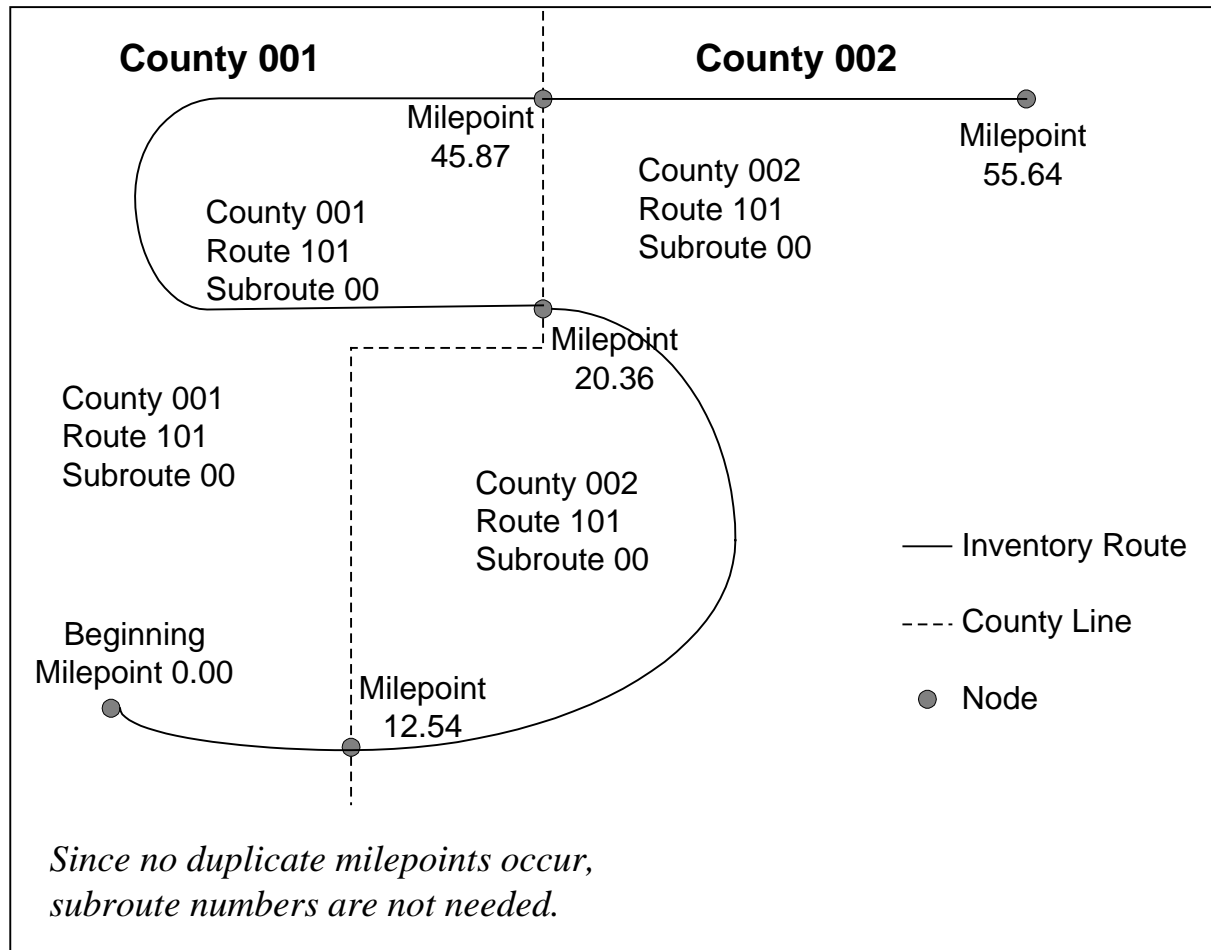 County 001
County 002
Milepoint
45.87
Milepoint
55.64
County 002
Route 101
Subroute 00
County 001
Route 101
Subroute 00
Milepoint
20.36
County 001
Route 101
Subroute 00
County 002
Route 101
Subroute 00
Inventory Route
County Line
Node
Beginning
Milepoint 0.00
Milepoint
12.54
Since no duplicate milepoints occur,
subroute numbers are not needed.